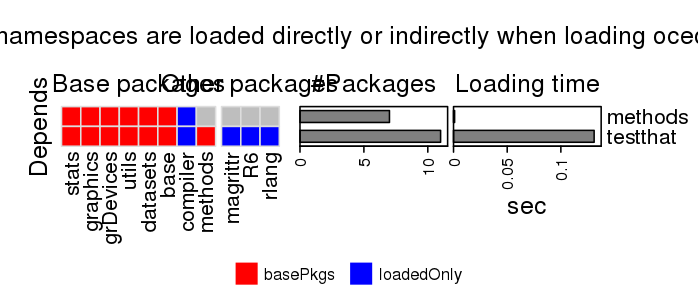 namespaces are loaded directly or indirectly when loading oce
Base packages
Other packages
#Packages
Loading time
Depends
methods
testthat
stats
graphics
grDevices
utils
datasets
base
compiler
methods
magrittr
R6
rlang
0
5
10
0
0.05
0.1
sec
basePkgs
loadedOnly